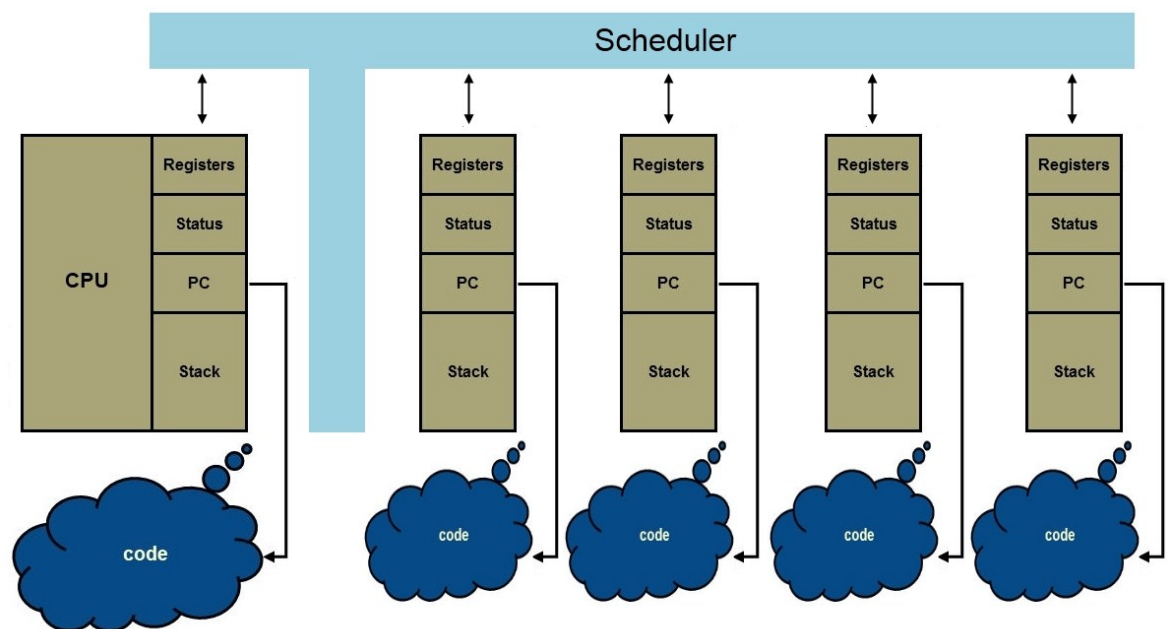 Scheduler
Registers
Status
CPU
PC
Stack
code
Registers
Status
PC
Stack
code
Registers
Status
PC
Stack
code
Registers
Status
PC
Stack
code
Registers
Status
PC
Stack
code